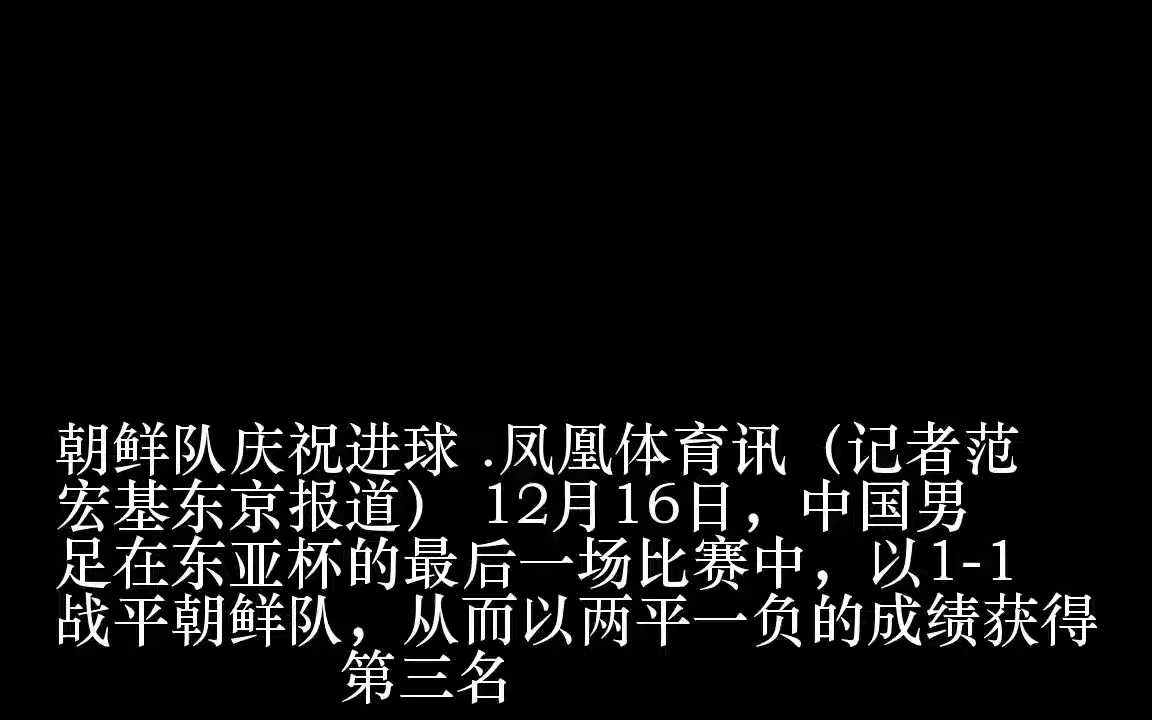 朝鲜队庆祝进球 .凤凰体育讯（记者范
宏基东京报道） 12月16日，中国男
足在东亚杯的最后一场比赛中，以1-1
战平朝鲜队，从而以两平一负的成绩获得
第三名